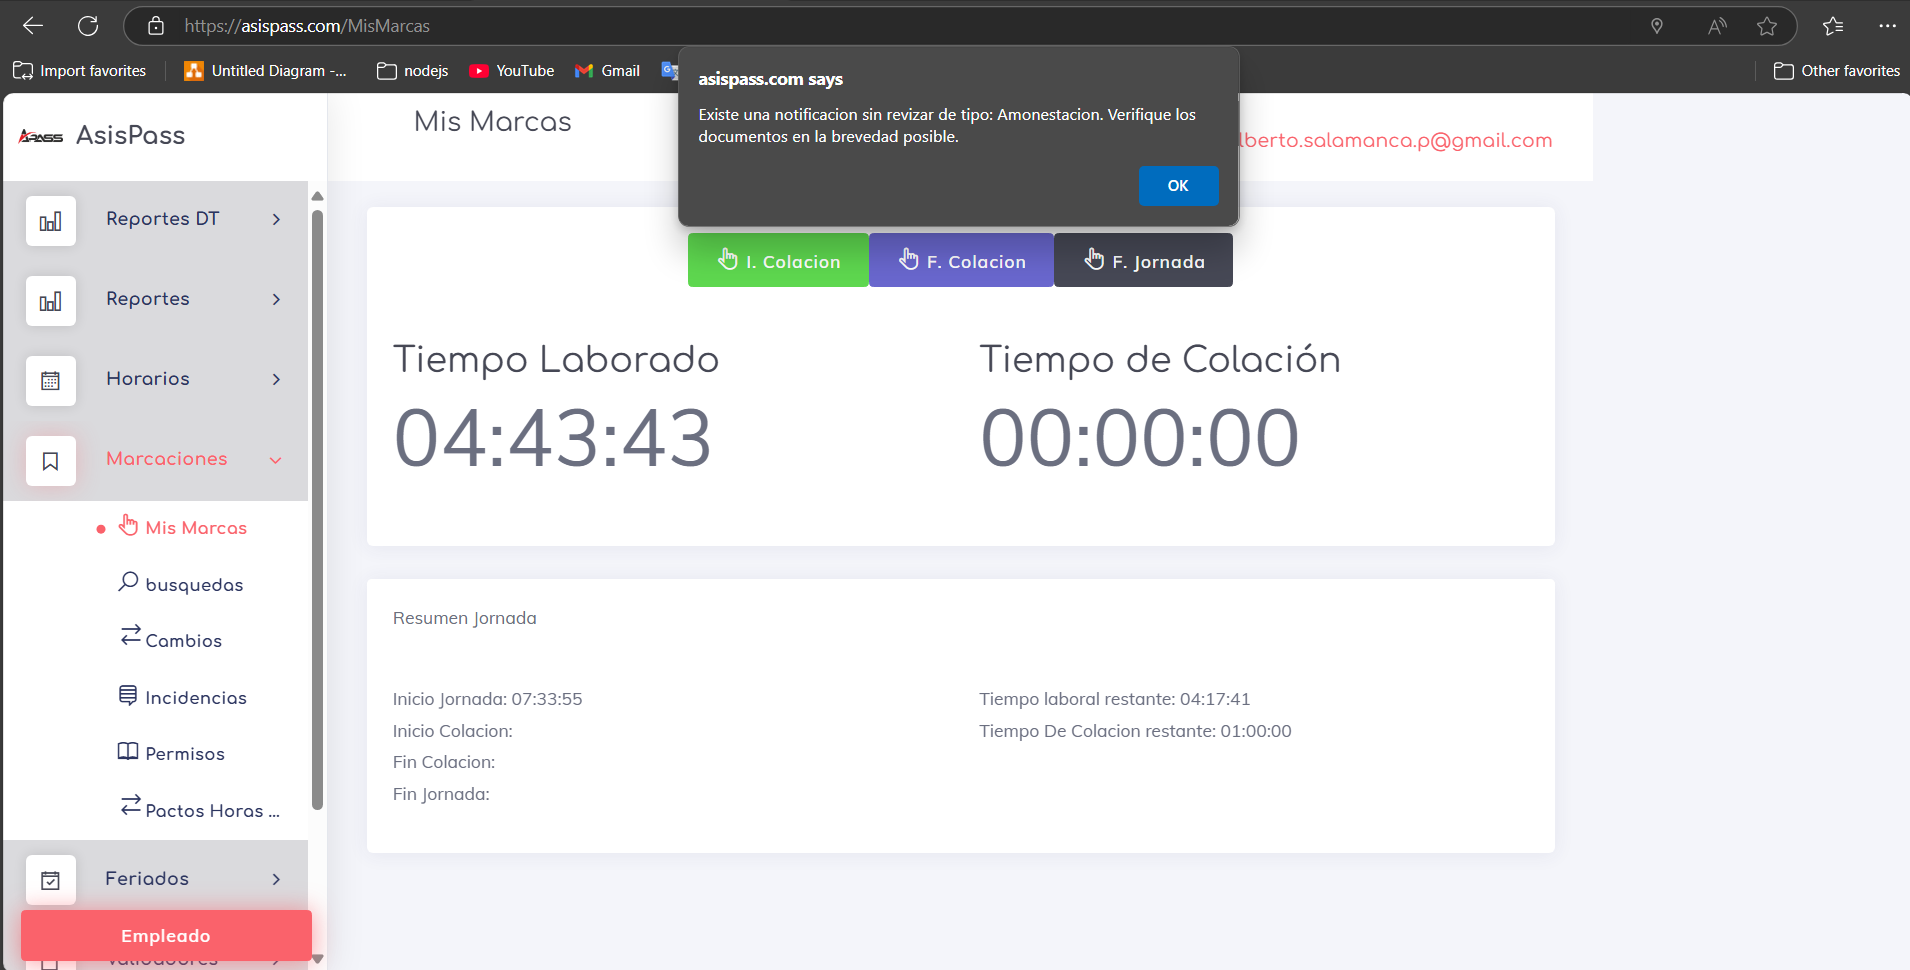 https://asispass.com/MisMarcas
Import favorites
Untitled Diagram -...
nodejs
YouTube
Gmail
Other favorites
asispass.com says
Existe una notificacion sin revizar de tipo: Amonestacion. Verifique los
documentos en la brevedad posible.
OK
APASS AsisPass
Mis Marcas
lberto.salamanca.p@gmail.com
Reportes DT
Reportes
Horarios
Marcaciones
Mis Marcas
busquedas
Cambios
Incidencias
Permisos
Pactos Horas ...
Feriados
Empleado
Validadores
I. Colacion
F. Colacion
F. Jornada
Tiempo Laborado
04:43:43
Tiempo de Colación
00:00:00
Resumen Jornada
Inicio Jornada: 07:33:55
Inicio Colacion:
Fin Colacion:
Fin Jornada:
Tiempo laboral restante: 04:17:41
Tiempo De Colacion restante: 01:00:00